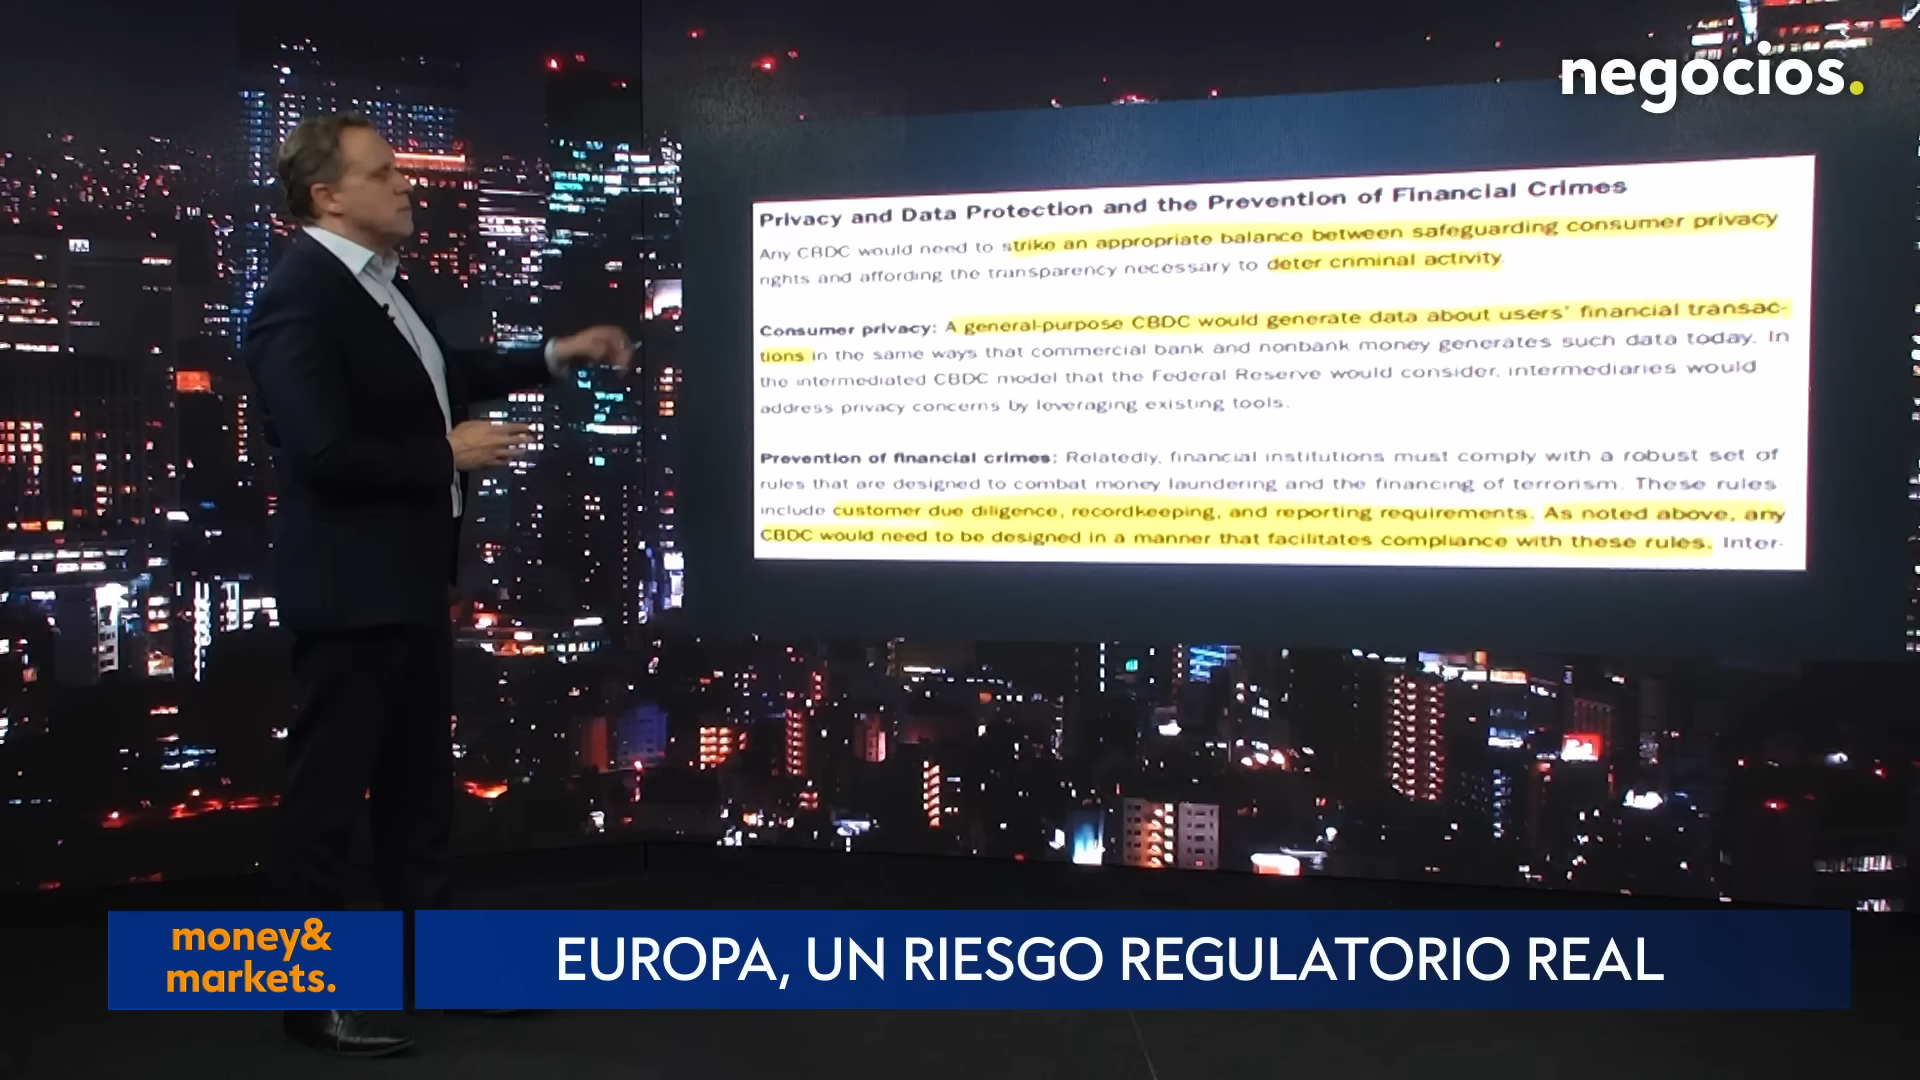 negocios.
Privacy and Data Protection and the Prevention of Financial Crimes
Any CBDC would need to strike an appropriate balance between safeguarding consumer privacy
rights and affording the transparency necessary to deter criminal activity.
Consumer privacy: A general-purpose CBDC would generate data about users' financial transac-
tions in the same ways that commercial bank and nonbank money generates such data today. In
the intermediated CBDC model that the Federal Reserve would consider, intermediaries would
address privacy concerns by leveraging existing tools.
Prevention of financial crimes: Relatedly, financial institutions must comply with a robust set of
rules that are designed to combat money laundering and the financing of terrorism. These rules
include customer due diligence, recordkeeping, and reporting requirements. As noted above, any
CBDC would need to be designed in a manner that facilitates compliance with these rules. Inter-
money&
markets.
EUROPA, UN RIESGO REGULATORIO REAL